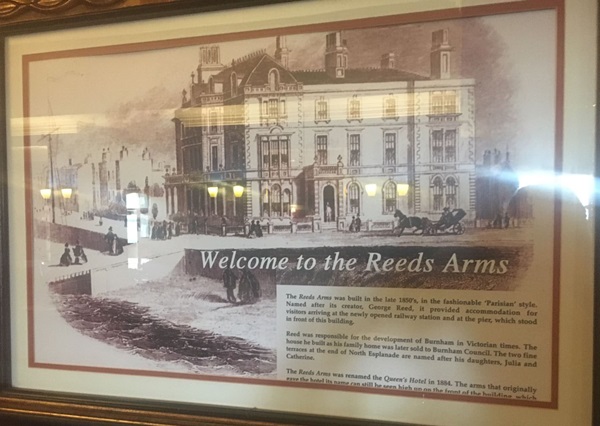 Welcome to the Reeds Arms
The Reeds Arms was built in the late 1850's, in the fashionable 'Parisian' style.
Named after its creator, George Reed, it provided accommodation for
visitors arriving at the newly opened railway station and at the pier, which stood
in front of this building.
Reed was responsible for the development of Burnham in Victorian times. The
house he built as his family home was later sold to Burnham Council. The two fine
terraces at the end of North Esplanade are named after his daughters, Julia and
Catherine.
The Reeds Arms was renamed the Queen's Hotel in 1884. The arms that originally
gave the hotel its name can still be seen high up on the front of the building, which